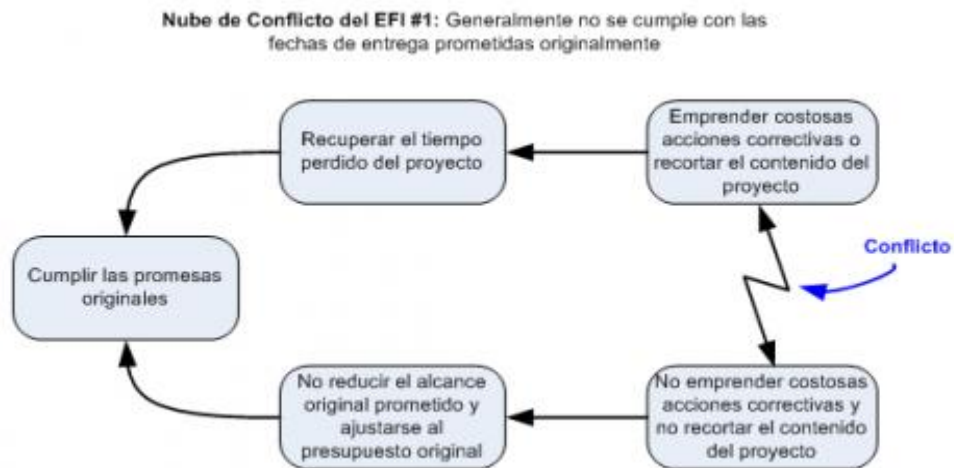 Nube de Conflicto del EFI #1: Generalmente no se cumple con las
fechas de entrega prometidas originalmente
Recuperar el tiempo
perdido del proyecto
Emprender costosas
acciones correctivas o
recortar el contenido del
proyecto
Conflicto
Cumplir las promesas
originales
No reducir el alcance
original prometido y
ajustarse al
presupuesto original
No emprender costosas
acciones correctivas y
no recortar el contenido
del proyecto